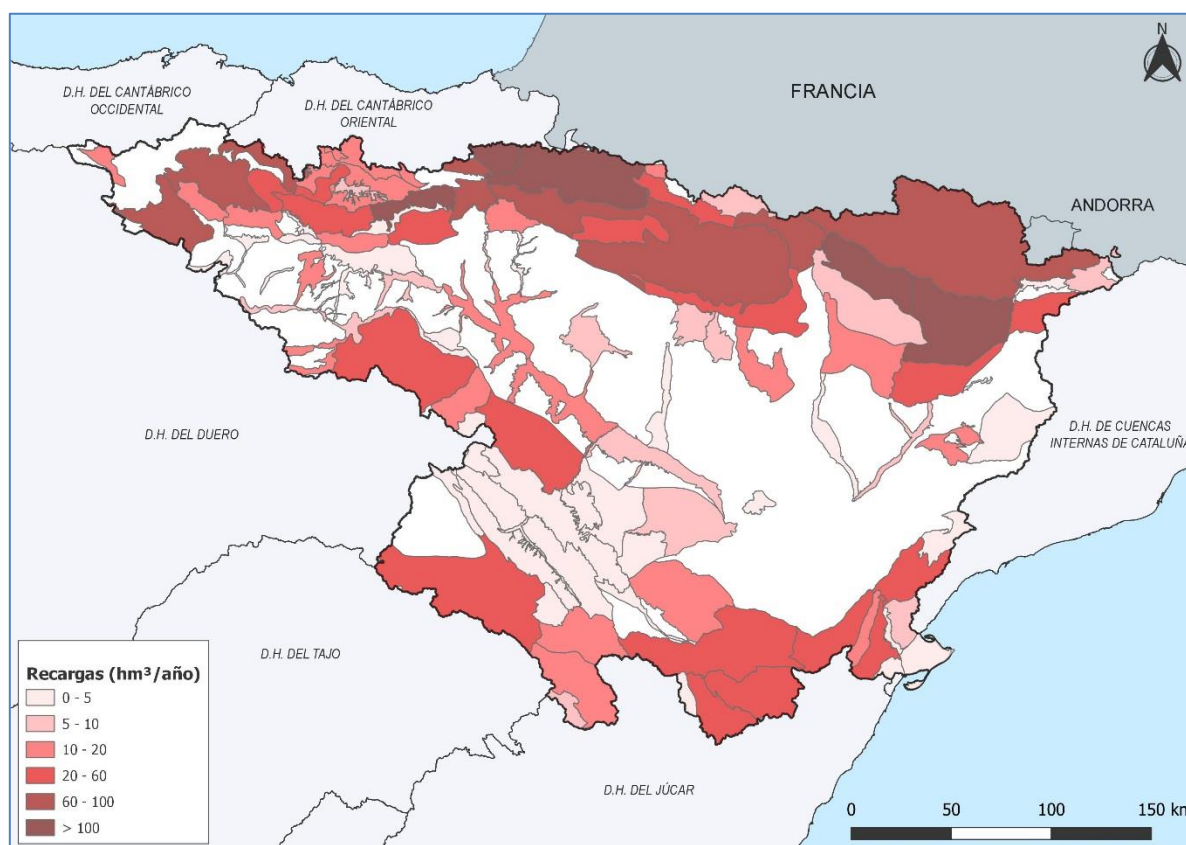 N
FRANCIA
D.H. DEL CANTÁBRICO
OCCIDENTAL
D.H. DEL CANTÁBRICO
ORIENTAL
ANDORRA
D.H. DEL DUERO
D.H. DE CUENCAS
INTERNAS DE CATALUÑA
D.H. DEL TAJO
D.H. DEL JÚCAR
Recargas (hm³/año)
0 - 5
5 - 10
10 - 20
20 - 60
60 - 100
> 100
0 50 100 150 km